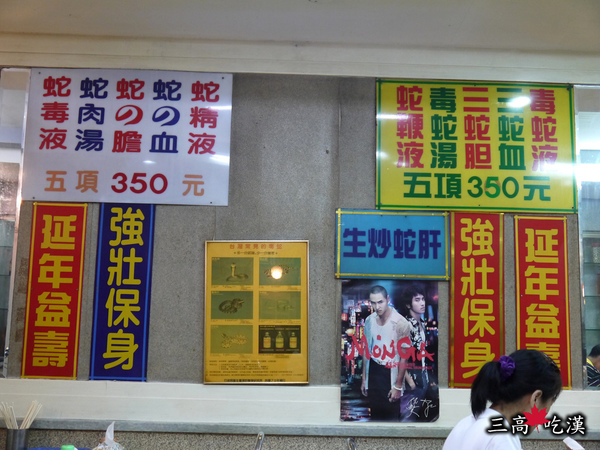 蛇精液
蛇の血
蛇の膽
蛇肉湯
蛇毒液
五項 350 元
毒蛇液
蛇血
三蛇胆
毒蛇湯
蛇鞭液
五項350元
延年益壽
強壯保身
生炒蛇肝
強壯保身
延年益壽
MONGA
三高 吃漢